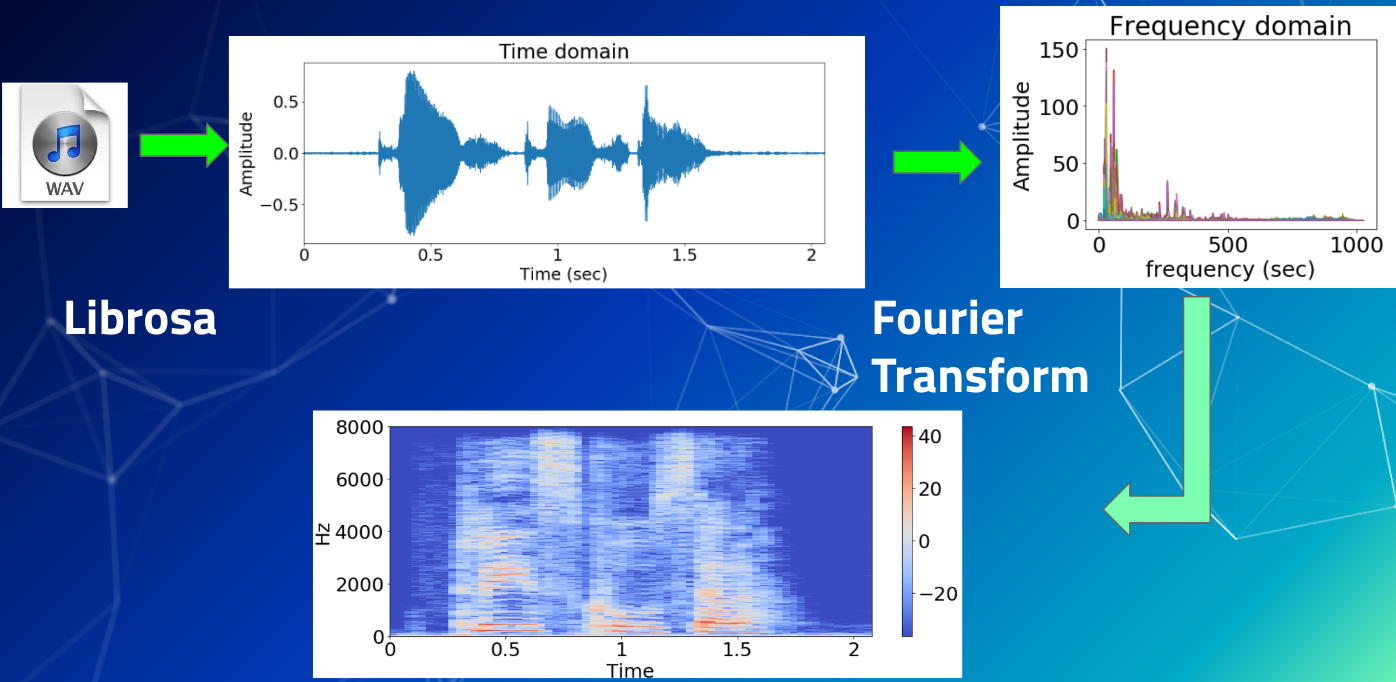 WAV
Time domain
Amplitude
0.5
0.0
−0.5
0
0.5
1
1.5
2
Time (sec)
Frequency domain
Amplitude
150
100
50
0
0
500
1000
frequency (sec)
Librosa
Fourier
Transform
Hz
8000
6000
4000
2000
0
0
0.5
1
1.5
2
Time
40
20
0
−20